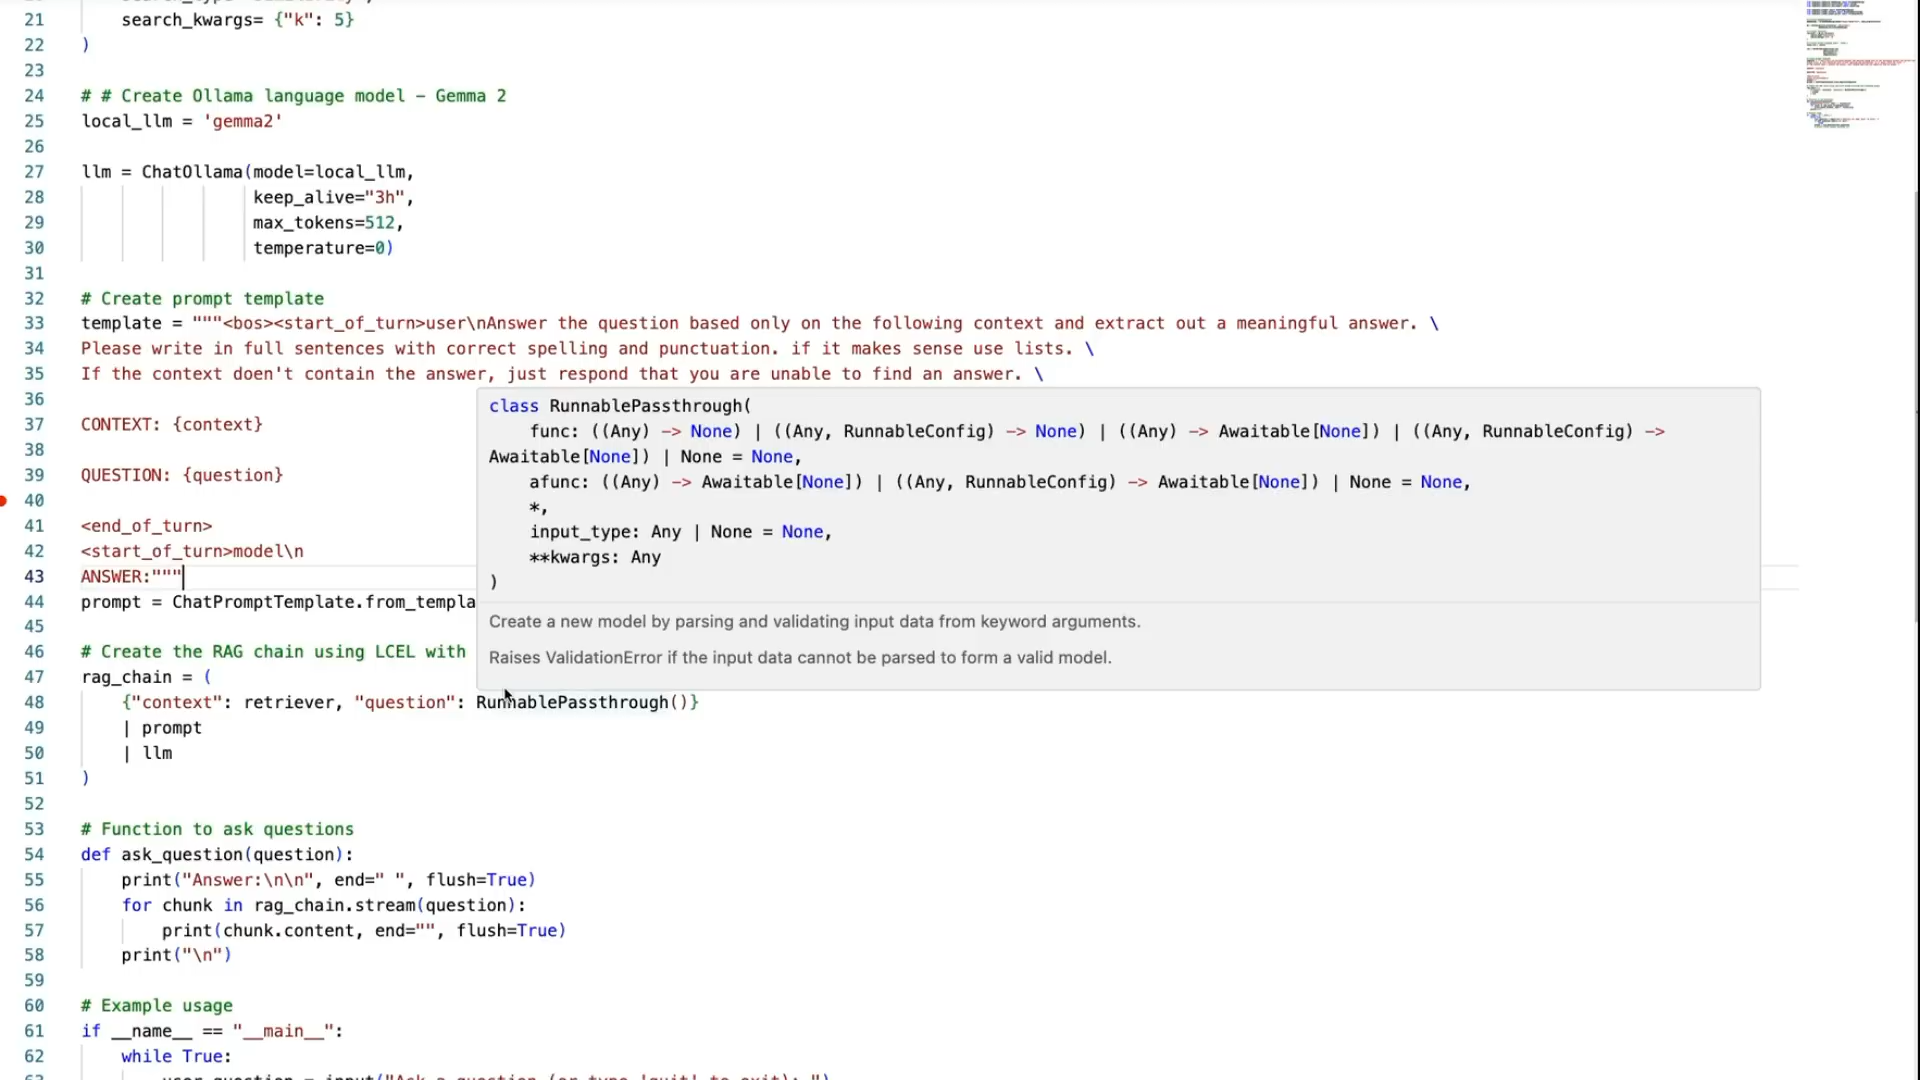 21 search_kwargs= {"k": 5}
22 )
23
24 # # Create Ollama language model - Gemma 2
25 local_llm = 'gemma2'
26
27 llm = ChatOllama(model=local_llm,
28 keep_alive="3h",
29 max_tokens=512,
30 temperature=0)
31
32 # Create prompt template
33 template = """<bos><start_of_turn>user\nAnswer the question based only on the following context and extract out a meaningful answer. \
34 Please write in full sentences with correct spelling and punctuation. if it makes sense use lists. \
35 If the context doen't contain the answer, just respond that you are unable to find an answer. \
36
37 CONTEXT: {context}
38
39 QUESTION: {question}
40
41 <end_of_turn>
42 <start_of_turn>model\n
43 ANSWER:"""
44 prompt = ChatPromptTemplate.from_templa
45
46 # Create the RAG chain using LCEL with
47 rag_chain = (
48 {"context": retriever, "question": RunnablePassthrough()}
49 | prompt
50 | llm
51 )
52
53 # Function to ask questions
54 def ask_question(question):
55 print("Answer:\n\n", end=" ", flush=True)
56 for chunk in rag_chain.stream(question):
57 print(chunk.content, end="", flush=True)
58 print("\n")
59
60 # Example usage
61 if __name__ == "__main__":
62 while True:
user_question = input("Ask a question (or type 'quit' to exit): ")
class RunnablePassthrough(
func: ((Any) -> None) | ((Any, RunnableConfig) -> None) | ((Any) -> Awaitable[None]) | ((Any, RunnableConfig) ->
Awaitable[None]) | None = None,
afunc: ((Any) -> Awaitable[None]) | ((Any, RunnableConfig) -> Awaitable[None]) | None = None,
*,
input_type: Any | None = None,
**kwargs: Any
)
Create a new model by parsing and validating input data from keyword arguments.
Raises ValidationError if the input data cannot be parsed to form a valid model.